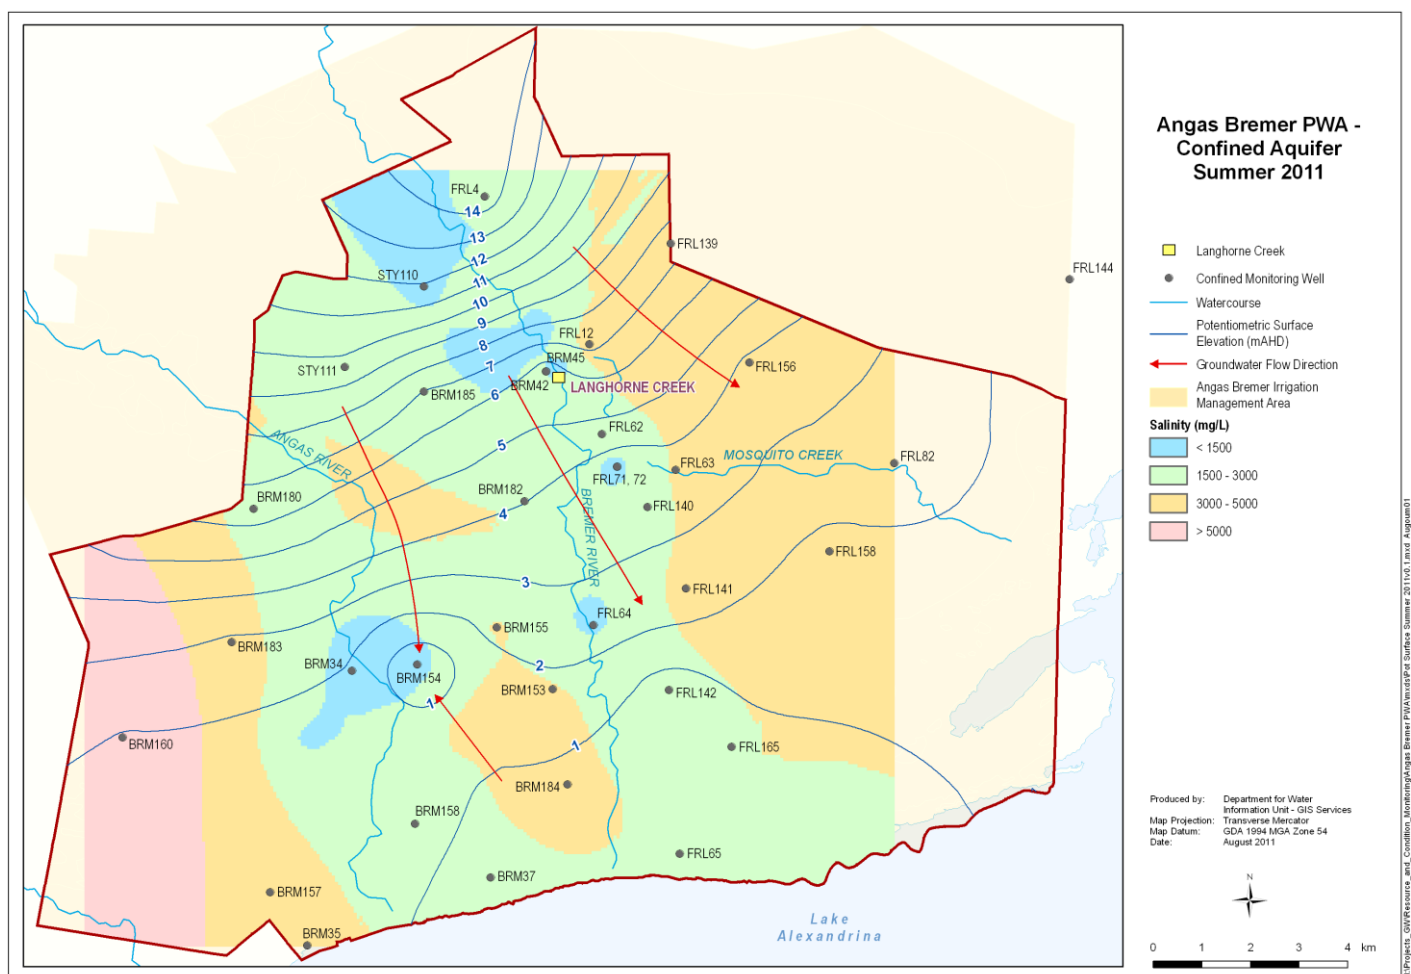 Angas Bremer PWA -
Confined Aquifer
Summer 2011
Langhorne Creek
Confined Monitoring Well
Watercourse
Potentiometric Surface
Elevation (mAHD)
Groundwater Flow Direction
Angas Bremer Irrigation
Management Area
Salinity (mg/L)
< 1500
1500 - 3000
3000 - 5000
> 5000
Produced by: Department for Water
Information Unit - GIS Services
Map Projection: Transverse Mercator
Map Datum: GDA 1994 MGA Zone 54
Date: August 2011
N
0 1 2 3 4 km
FRL4
14
13
FRL139
12
FRL144
STY110
11
10
9
FRL12
8
BRM45
7
FRL156
STY111
BRM42
LANGHORNE CREEK
BRM185
6
FRL62
ANGAS RIVER
5
MOSQUITO CREEK
FRL82
FRL63
FRL71, 72
BRM182
BRM180
4
FRL140
BREMER RIVER
FRL158
3
FRL141
FRL64
BRM155
BRM183
BRM34
2
BRM154
BRM153
FRL142
1
BRM160
1
FRL165
BRM184
BRM158
FRL65
BRM37
BRM157
BRM35
Lake
Alexandrina